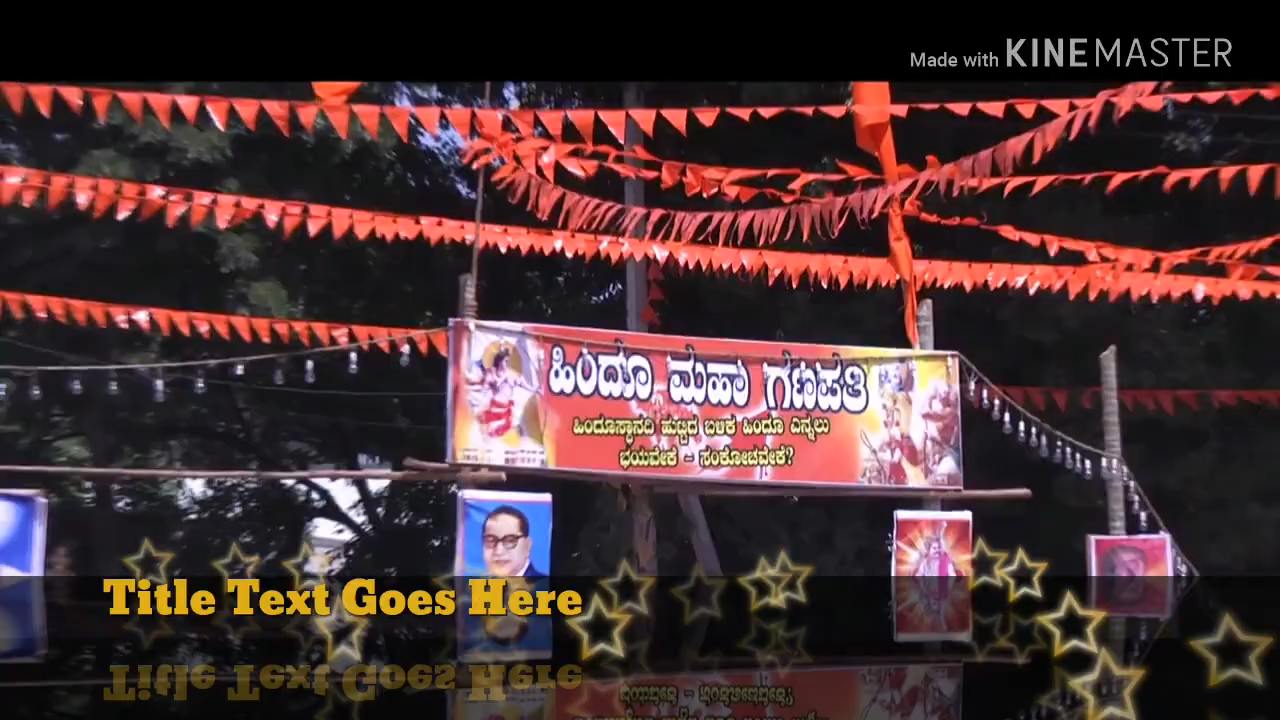 Made with KINEMASTER
ಹಿಂದೂ ಮಹಾ ಗಣಪತಿ
ಹಿಂದೂಸ್ಥಾನದಿ ಹುಟ್ಟಿದ ಬಳಿಕ ಹಿಂದೂ ಎನ್ನಲು
ಭಯವೇಕೆ - ಸಂಕೋಚವೇಕೆ?
Title Text Goes Here